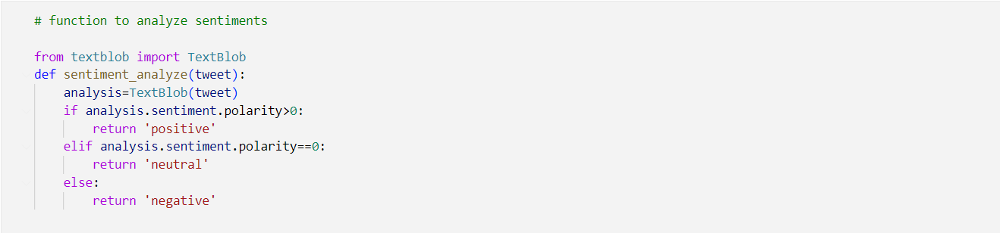 # function to analyze sentiments
from textblob import TextBlob
def sentiment_analyze(tweet):
    analysis=TextBlob(tweet)
    if analysis.sentiment.polarity>0:
        return 'positive'
    elif analysis.sentiment.polarity==0:
        return 'neutral'
    else:
        return 'negative'